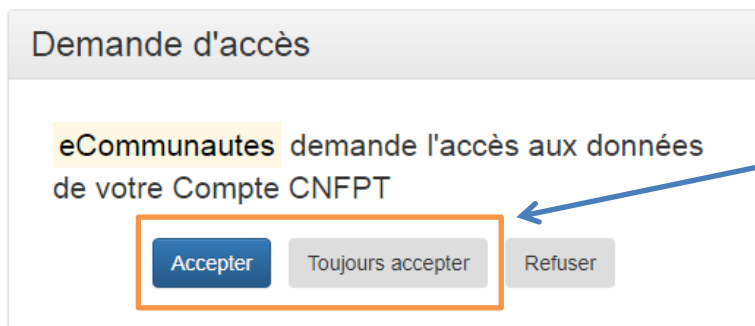 Demande d'accès
eCommunautes demande l'accès aux données
de votre Compte CNFPT
Accepter Toujours accepter Refuser